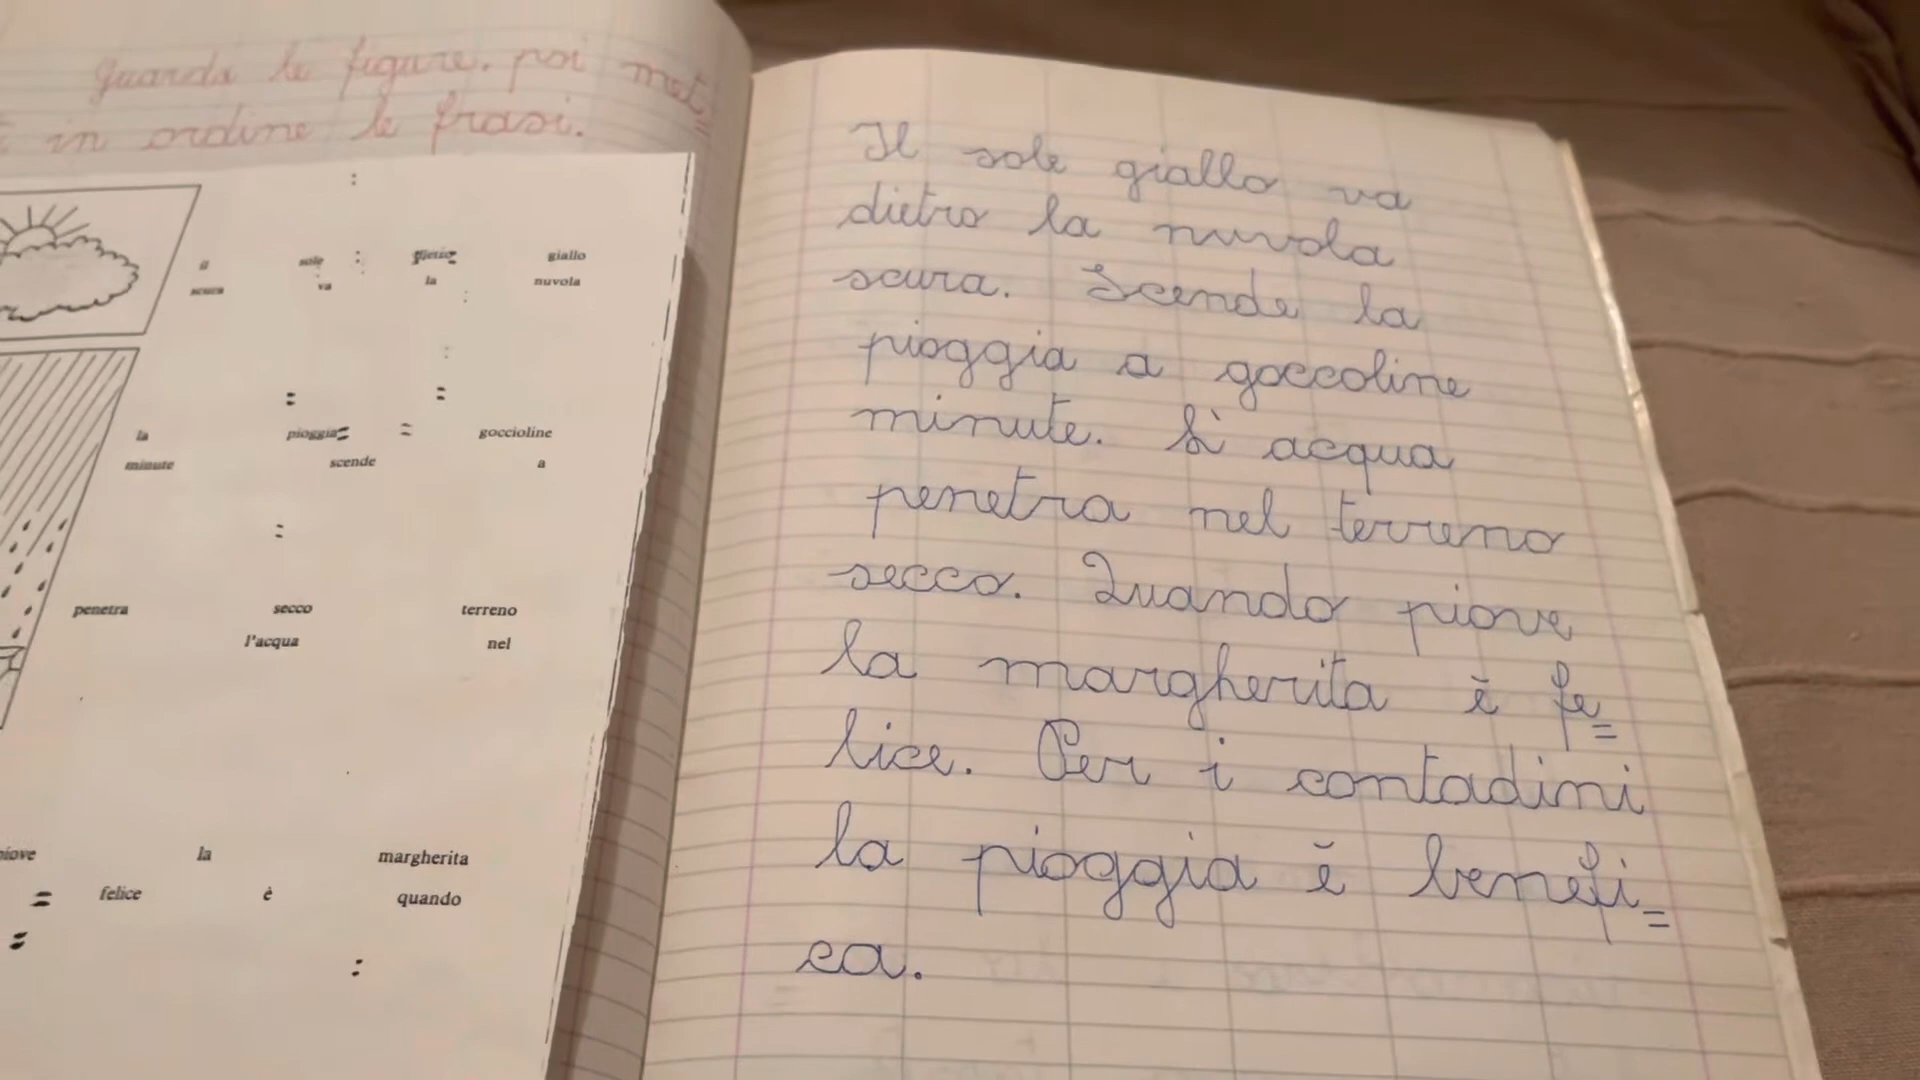 guarda le figure, poi met=
i in ordine le frasi.
il sole dietro giallo
scura va la nuvola
la pioggia goccioline
minute scende a
penetra secco terreno
l'acqua nel
piove la margherita
felice è quando
Il sole giallo va
dietro la nuvola
scura. Scende la
pioggia a goccoline
minute. L' acqua
penetra nel terreno
secco. Quando piove
la margherita è fe=
lice. Per i contadini
la pioggia è benefi=
ca.